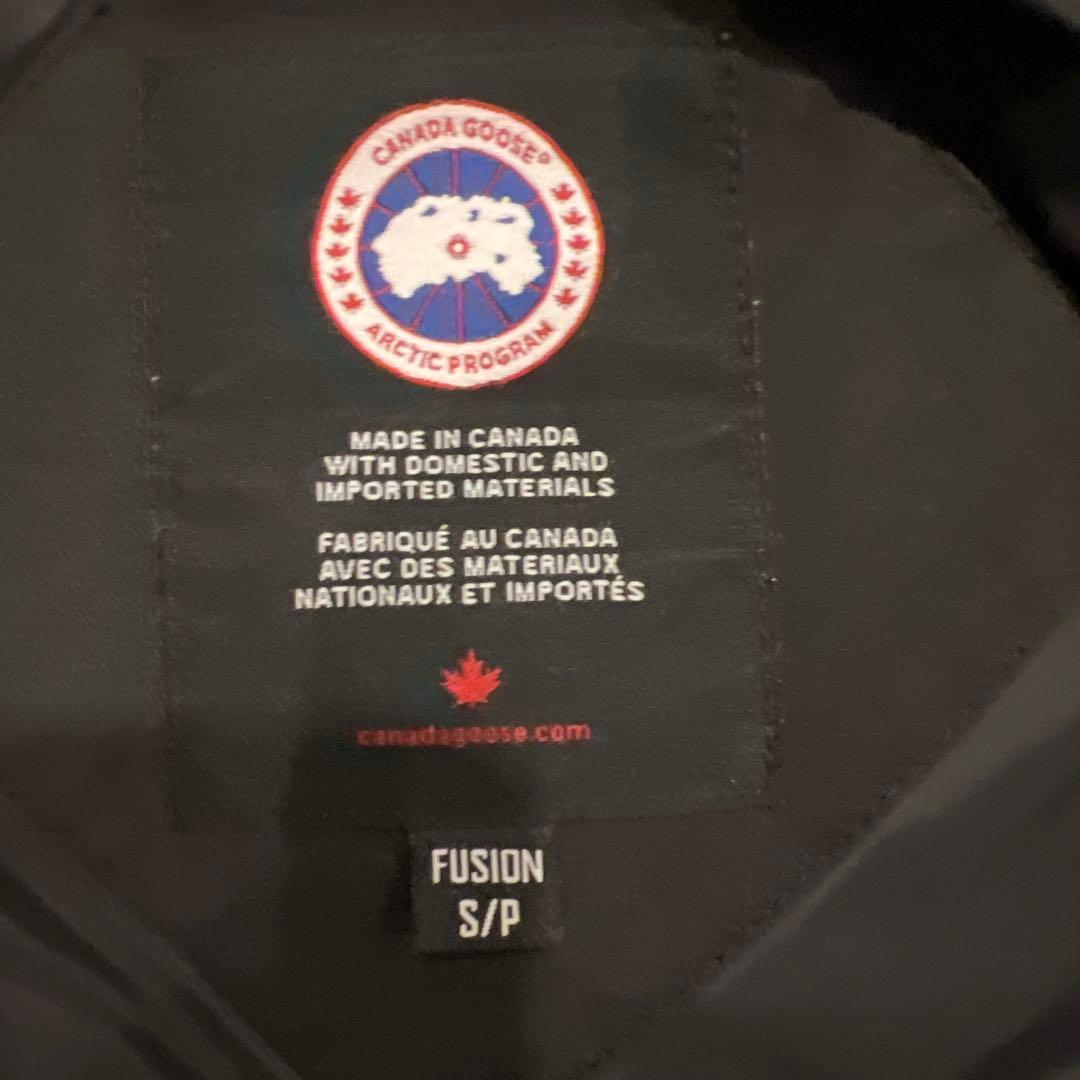 CANADA GOOSE®
ARCTIC PROGRAM
MADE IN CANADA
WITH DOMESTIC AND
IMPORTED MATERIALS
FABRIQUÉ AU CANADA
AVEC DES MATERIAUX
NATIONAUX ET IMPORTÉS
canadagoose.com
FUSION
S/P